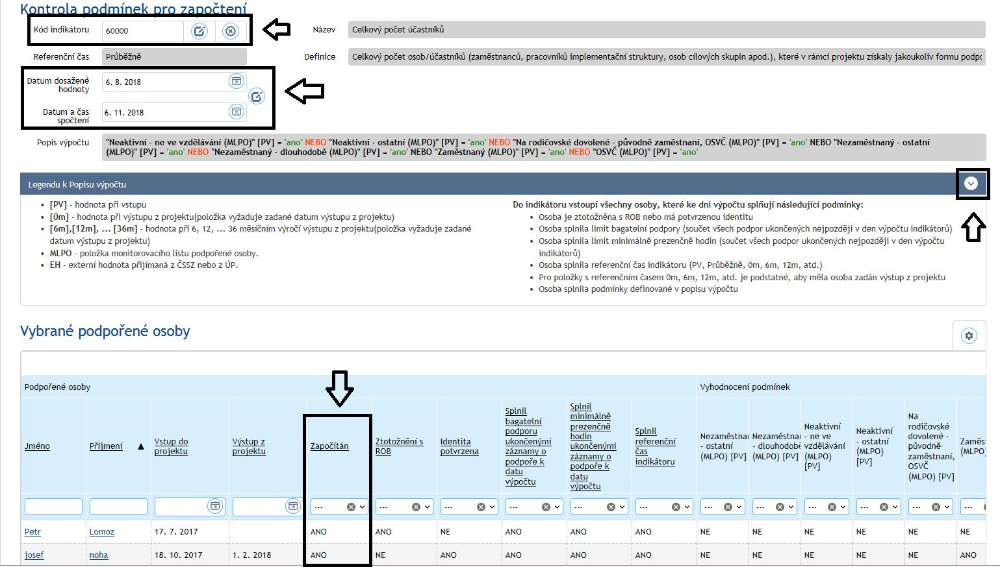 Kontrola podmínek pro započtení
Kód indikátoru 60000 Název Celkový počet účastníků
Referenční čas Průběžně Definice Celkový počet osob/účastníků (zaměstnanců, pracovníků implementační struktury, osob cílových skupin apod.), které v rámci projektu získaly jakoukoliv formu podpo
Datum dosažené
hodnoty
6. 8. 2018
Datum a čas
spočtení
6. 11. 2018
Popis výpočtu "Neaktivní - ne ve vzdělávání (MLPO)" [PV] = 'ano' NEBO "Neaktivní - ostatní (MLPO)" [PV] = 'ano' NEBO "Na rodičovské dovolené - původně zaměstnaní, OSVČ (MLPO)" [PV] = 'ano' NEBO "Nezaměstnaný - ostatní
(MLPO)" [PV] = 'ano' NEBO "Nezaměstnaný - dlouhodobě (MLPO)" [PV] = 'ano' NEBO "Zaměstnaný (MLPO)" [PV] = 'ano' NEBO "OSVČ (MLPO)" [PV] = 'ano'
Legendu k Popisu výpočtu
• [PV] - hodnota při vstupu
• [0m] - hodnota při výstupu z projektu(položka vyžaduje zadané datum výstupu z projektu)
• [6m],[12m], ... [36m] - hodnota při 6, 12, ... 36 měsíčním výročí výstupu z projektu(položka vyžaduje zadané
datum výstupu z projektu)
• MLPO - položka monitorovacího listu podpořené osoby.
• EH - externí hodnota přijímaná z ČSSZ nebo z ÚP.
Do indikátoru vstoupí všechny osoby, které ke dni výpočtu splňují následující podmínky:
• Osoba je ztotožněna s ROB nebo má potvrzenou identitu
• Osoba splnila limit bagatelní podpory (součet všech podpor ukončených nejpozději v den výpočtu indikátorů)
• Osoba splnila limit minimálně prezenčně hodin (součet všech podpor ukončených nejpozději v den výpočtu
indikátorů)
• Osoba splnila referenční čas indikátoru (PV, Průběžně, 0m, 6m, 12m, atd.)
• Pro položky s referenčním časem 0m, 6m, 12m, atd. je podstatné, aby měla osoba zadán výstup z projektu
• Osoba splnila podmínky definované v popisu výpočtu
Vybrané podpořené osoby
Podpořené osoby Vyhodnocení podmínek
Jméno
Příjmení ▲
Vstup do
projektu
Výstup z
projektu
Započítán
Ztotožnění s
ROB
Identita
potvrzena
Splnil
bagatelní
podporu
ukončenými
záznamy o
podpoře k
datu
výpočtu
Splnil
minimálně
prezenčně
hodin
ukončenými
záznamy o
podpoře k
datu
výpočtu
Splnil
referenční
čas
indikátoru
Nezaměstnan
- ostatní
(MLPO) [PV]
Nezaměstnan
- dlouhodobě
(MLPO) [PV]
Neaktivní
- ne ve
vzdělávání
(MLPO)
[PV]
Neaktivní
- ostatní
(MLPO)
[PV]
Na
rodičovské
dovolené -
původně
zaměstnaní,
OSVČ
(MLPO) [PV]
Zaměs
(MLPO)
--- --- --- --- --- --- --- --- --- --- --- ---
Petr Lomoz 17. 7. 2017 ANO ANO NE ANO ANO ANO NE NE NE NE NE NE
josef noha 18. 10. 2017 1. 2. 2018 ANO NE ANO ANO ANO ANO NE NE NE NE NE ANO